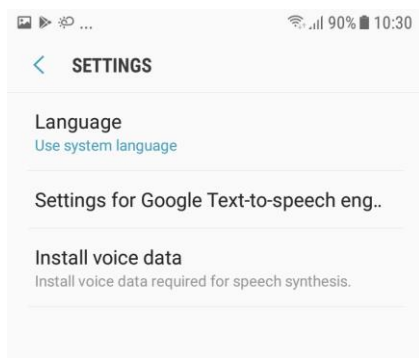 ... 90% 10:30
SETTINGS
Language
Use system language
Settings for Google Text-to-speech eng..
Install voice data
Install voice data required for speech synthesis.